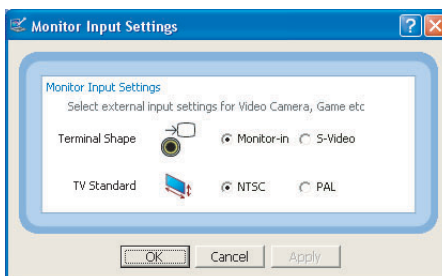 Monitor Input Settings
Monitor Input Settings
Select external input settings for Video Camera, Game etc
Terminal Shape Monitor-in S-Video
TV Standard NTSC PAL
OK Cancel Apply